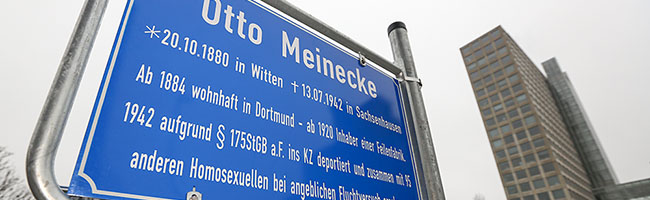 Otto Meinecke
*20.10.1880 in Witten †13.07.1942 in Sachsenhausen
Ab 1884 wohnhaft in Dortmund - ab 1920 Inhaber einer Feilenfabrik.
1942 aufgrund § 175StGB a.F. ins KZ deportiert und zusammen mit 95
anderen Homosexuellen bei angeblichen Fluchtversuch